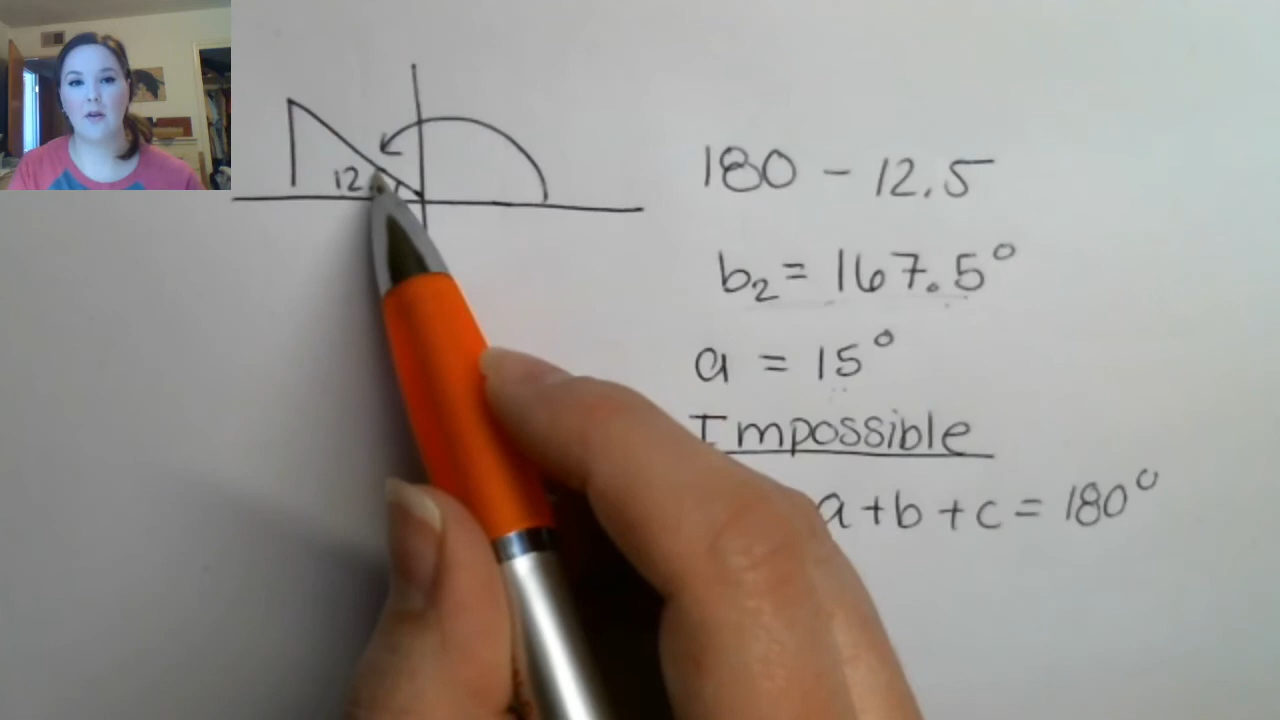 12.
180 - 12.5
b₂ = 167.5°
a = 15°
Impossible
a + b + c = 180°